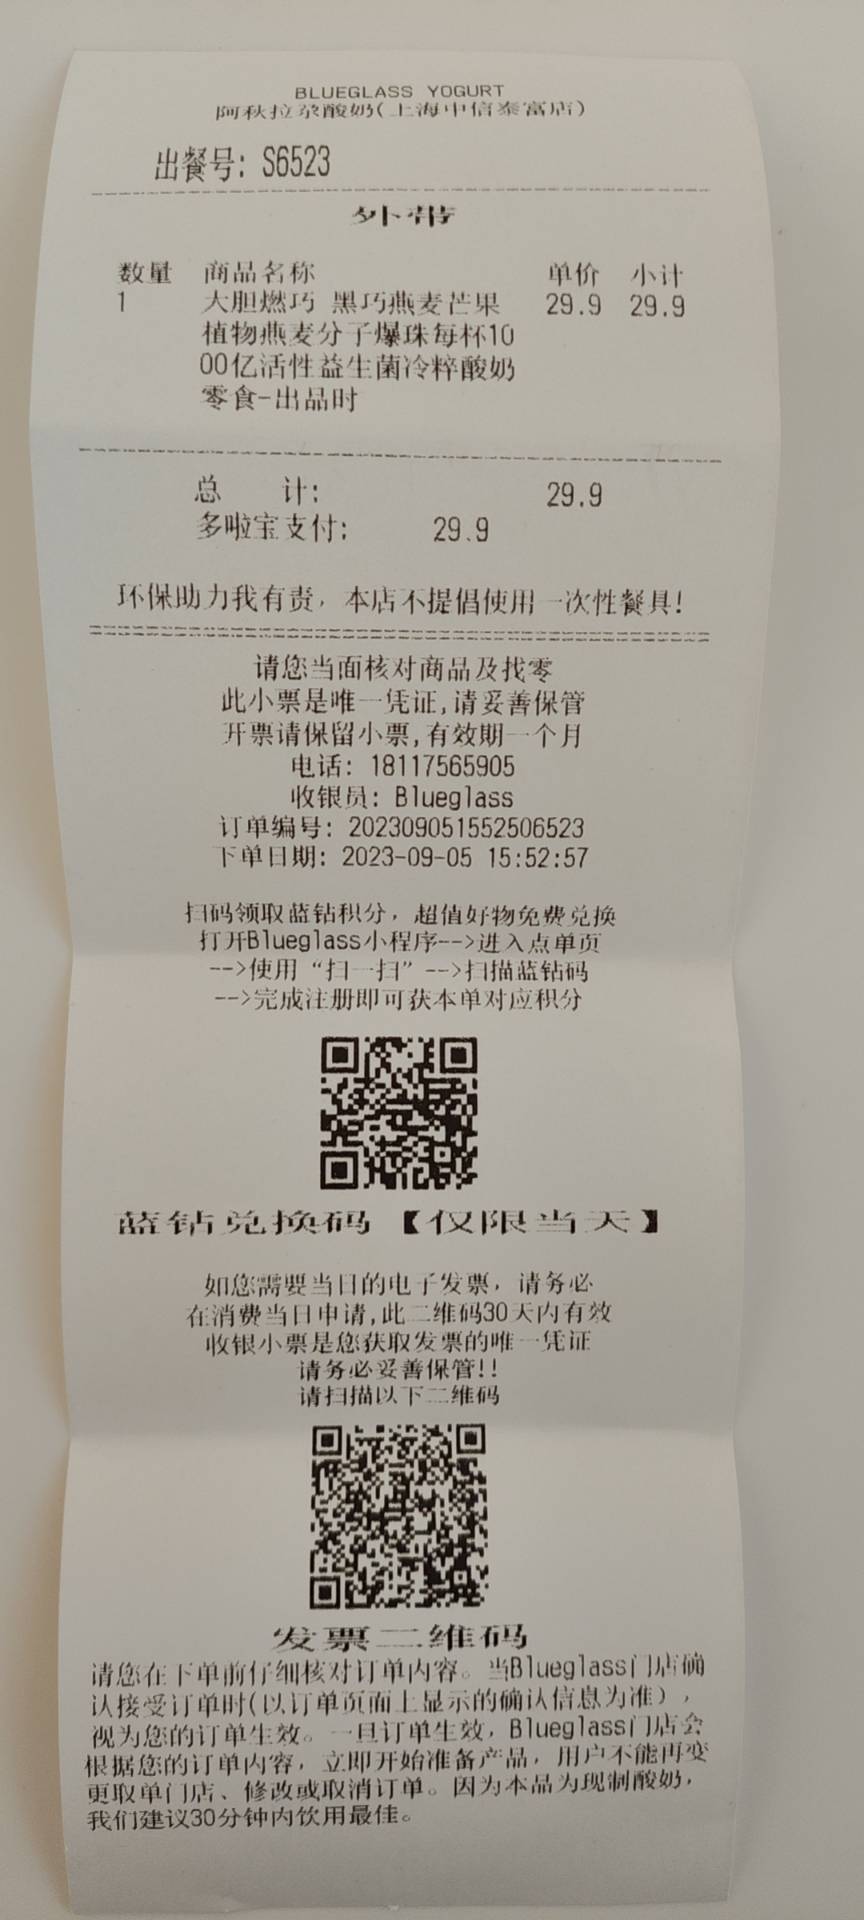 BLUEGLASS YOGURT
阿秋拉尕酸奶(上海中信泰富店)
出餐号: S6523
外带
数量 商品名称 单价 小计
1 大胆燃巧 黑巧燕麦芒果 29.9 29.9
植物燕麦分子爆珠每杯10
00亿活性益生菌冷粹酸奶
零食-出品时
总 计: 29.9
多啦宝支付: 29.9
环保助力我有责，本店不提倡使用一次性餐具!
请您当面核对商品及找零
此小票是唯一凭证,请妥善保管
开票请保留小票,有效期一个月
电话: 18117565905
收银员: Blueglass
订单编号: 202309051552506523
下单日期: 2023-09-05 15:52:57
扫码领取蓝钻积分，超值好物免费兑换
打开Blueglass小程序-->进入点单页
-->使用“扫一扫”-->扫描蓝钻码
-->完成注册即可获本单对应积分
蓝钻兑换码【仅限当天】
如您需要当日的电子发票，请务必
在消费当日申请,此二维码30天内有效
收银小票是您获取发票的唯一凭证
请务必妥善保管!!
请扫描以下二维码
发票二维码
请您在下单前仔细核对订单内容。当Blueglass门店确
认接受订单时(以订单页面上显示的确认信息为准)，
视为您的订单生效。一旦订单生效，Blueglass门店会
根据您的订单内容，立即开始准备产品，用户不能再变
更取单门店、修改或取消订单。因为本品为现制酸奶，
我们建议30分钟内饮用最佳。